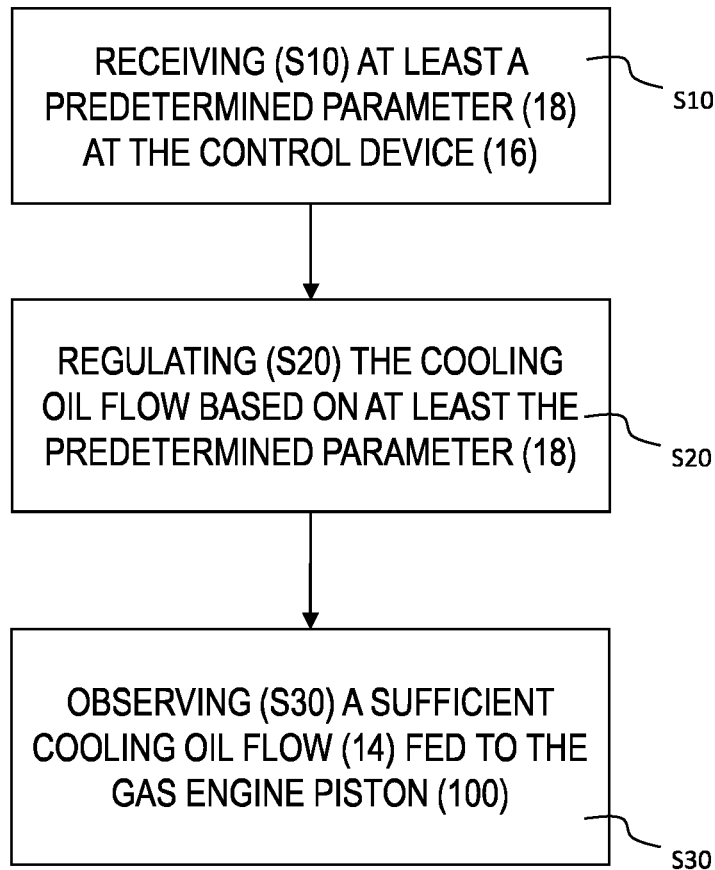 RECEIVING (S10) AT LEAST A
PREDETERMINED PARAMETER (18)
AT THE CONTROL DEVICE (16)
S10
REGULATING (S20) THE COOLING
OIL FLOW BASED ON AT LEAST THE
PREDETERMINED PARAMETER (18)
S20
OBSERVING (S30) A SUFFICIENT
COOLING OIL FLOW (14) FED TO THE
GAS ENGINE PISTON (100)
S30